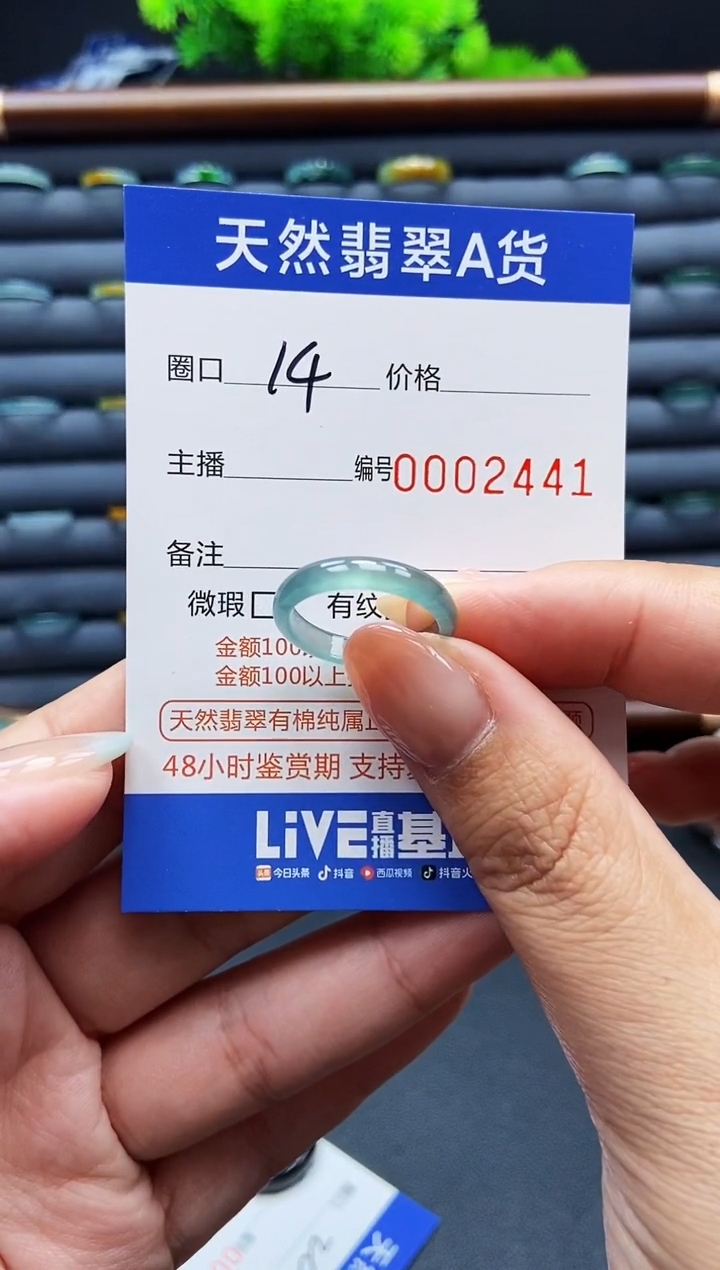 天然翡翠A货
圈口 14 价格
主播 编号0002441
备注
微瑕 有纹
金额100
金额100以上
天然翡翠有棉纯属
48小时鉴赏期 支持
LiVE直播基
今日头条 抖音 西瓜视频 抖音火